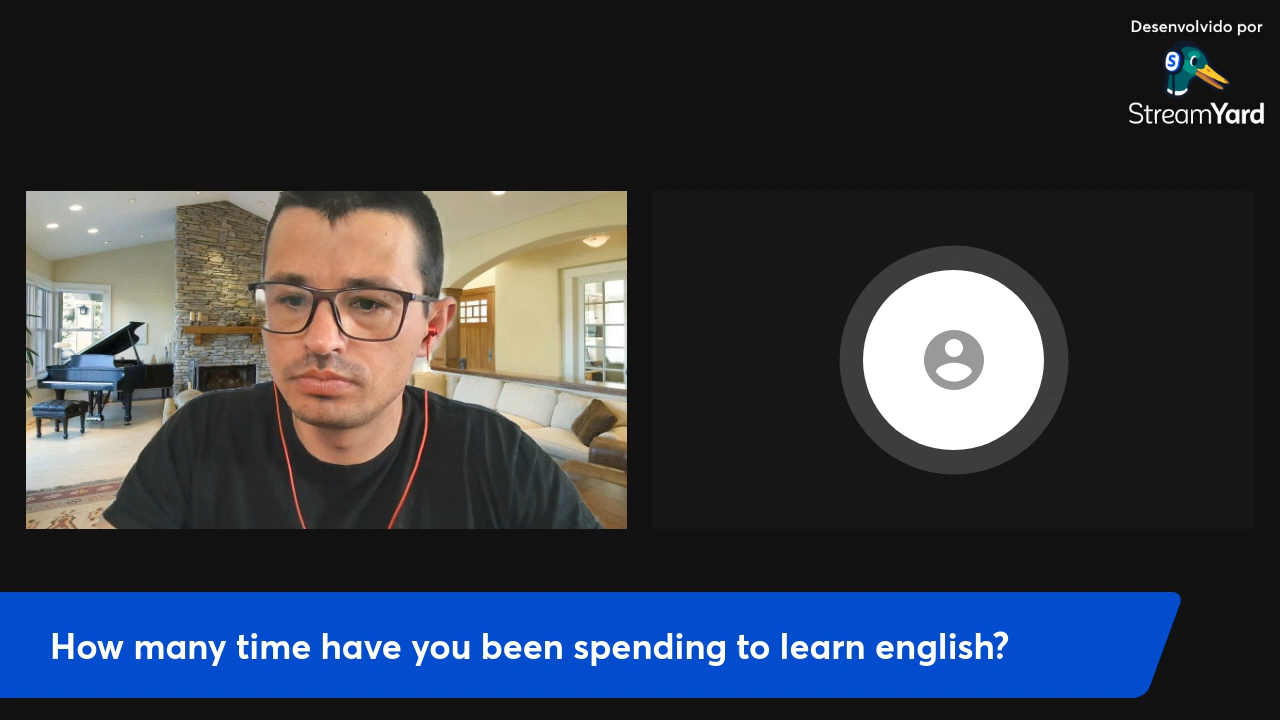 Desenvolvido por
S
StreamYard
How many time have you been spending to learn english?